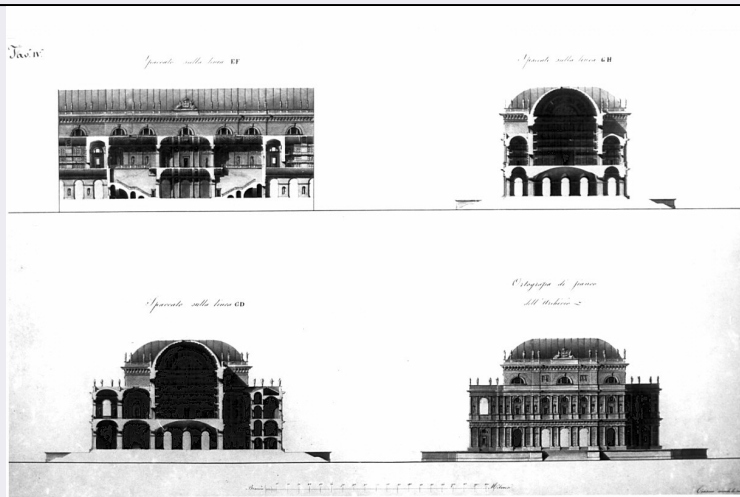 Tav. IV.
Spaccato sulla linea EF
Spaccato sulla linea GH
Spaccato sulla linea CD
Ortografia di fianco
dell'Archivio
Milano